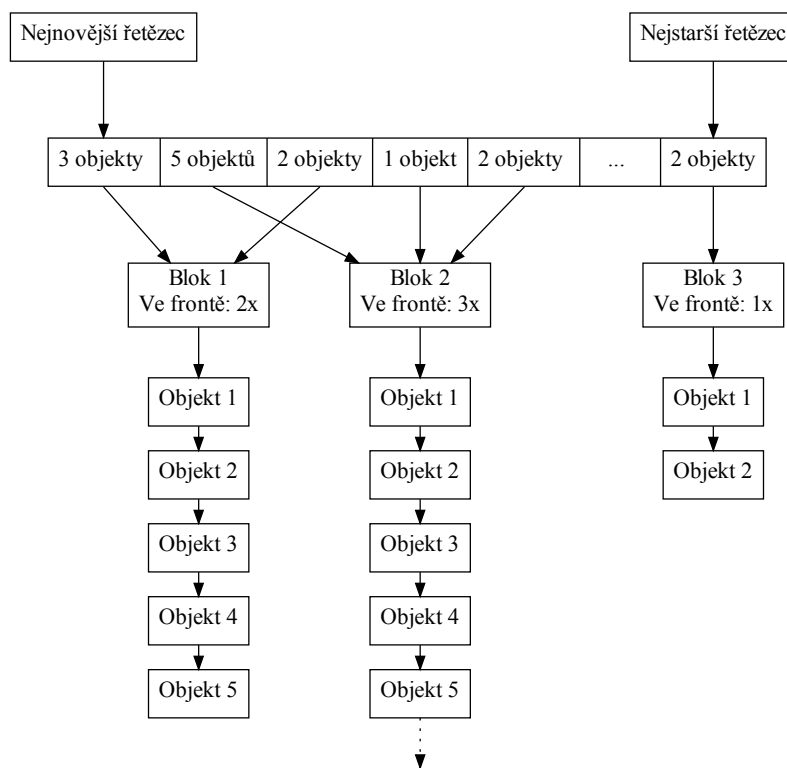 Nejnovější řetězec
Nejstarší řetězec
3 objekty
5 objektů
2 objekty
1 objekt
2 objekty
...
2 objekty
Blok 1
Ve frontě: 2x
Blok 2
Ve frontě: 3x
Blok 3
Ve frontě: 1x
Objekt 1
Objekt 1
Objekt 1
Objekt 2
Objekt 2
Objekt 2
Objekt 3
Objekt 3
Objekt 4
Objekt 4
Objekt 5
Objekt 5